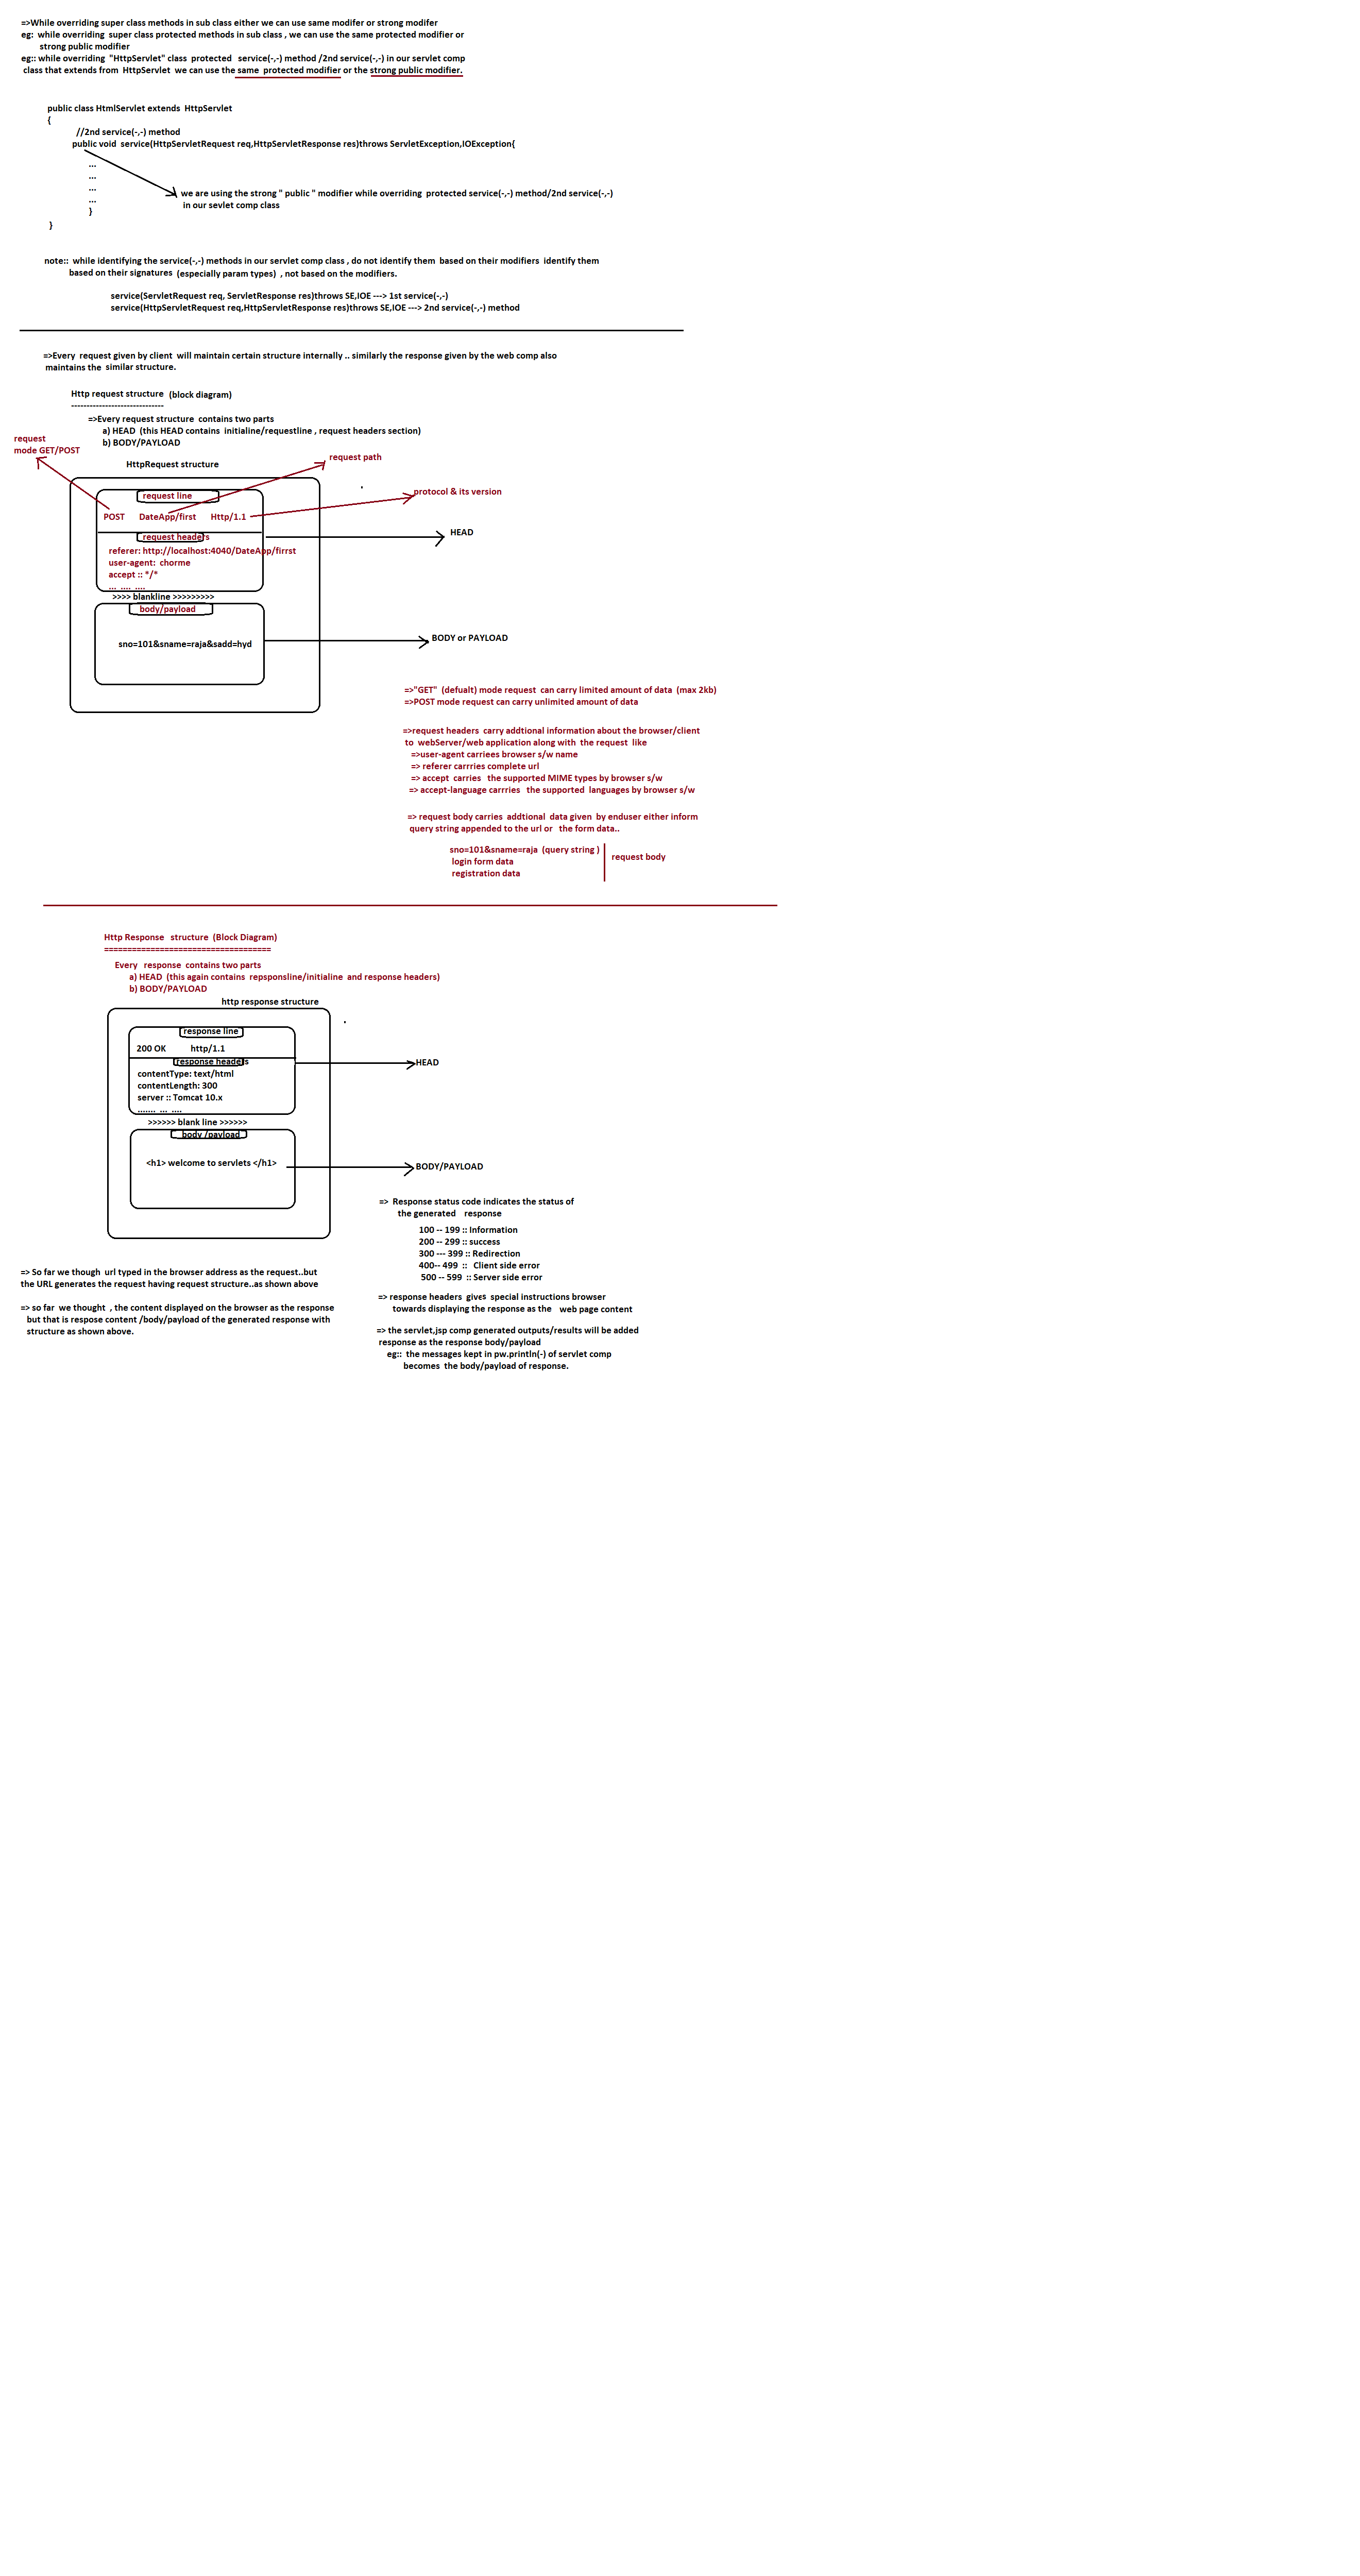 =>While overriding super class methods in sub class either we can use same modifer or strong modifer
eg:  while overriding  super class protected methods in sub class , we can use the same protected modifier or
strong public modifier
eg:: while overriding  "HttpServlet" class  protected   service(-,-) method /2nd service(-,-) in our servlet comp
class that extends from  HttpServlet  we can use the same  protected modifier or the strong public modifier.
public class HtmlServlet extends  HttpServlet
{
//2nd service(-,-) method
public void  service(HttpServletRequest req,HttpServletResponse res)throws ServletException,IOException{
...
...
...
...
}
we are using the strong " public " modifier while overriding  protected service(-,-) method/2nd service(-,-)
in our sevlet comp class
}
note::  while identifying the service(-,-) methods in our servlet comp class , do not identify them  based on their modifiers  identify them
based on their signatures  (especially param types)  , not based on the modifiers.
service(ServletRequest req, ServletResponse res)throws SE,IOE ---> 1st service(-,-)
service(HttpServletRequest req,HttpServletResponse res)throws SE,IOE ---> 2nd service(-,-) method
=>Every  request given by client  will maintain certain structure internally .. similarly the response given by the web comp also
maintains the  similar structure.
Http request structure  (block diagram)
------------------------------
=>Every request structure  contains two parts
a) HEAD  (this HEAD contains  initialine/requestline , request headers section)
b) BODY/PAYLOAD
request
mode GET/POST
request path
HttpRequest structure
request line
protocol & its version
POST      DateApp/first      Http/1.1
HEAD
request headers
referer: http://localhost:4040/DateApp/firrst
user-agent:  chorme
accept :: */*
...  ....  ....
>>>> blankline >>>>>>>>>
body/payload
sno=101&sname=raja&sadd=hyd
BODY or PAYLOAD
=>"GET"  (defualt) mode request  can carry limited amount of data  (max 2kb)
=>POST mode request can carry unlimited amount of data
=>request headers  carry addtional information about the browser/client
to  webServer/web application along with  the request  like
=>user-agent carriees browser s/w name
=> referer carrries complete url
=> accept  carries   the supported MIME types by browser s/w
=> accept-language carrries   the supported  languages by browser s/w
=> request body carries  addtional  data given  by enduser either inform
query string appended to the url or   the form data..
sno=101&sname=raja  (query string )
login form data
registration data
request body
Http Response   structure  (Block Diagram)
====================================
Every   response  contains two parts
a) HEAD  (this again contains  repsponsline/initialine  and response headers)
b) BODY/PAYLOAD
http response structure
response line
200 OK            http/1.1
response headers
HEAD
contentType: text/html
contentLength: 300
server :: Tomcat 10.x
.......  ...  ....
>>>>>> blank line >>>>>>
body /payload
<h1> welcome to servlets </h1>
BODY/PAYLOAD
=>  Response status code indicates the status of
the generated    response
100 -- 199 :: Information
200 -- 299 :: success
300 --- 399 :: Redirection
400-- 499  ::   Client side error
500 -- 599  :: Server side error
=> So far we though  url typed in the browser address as the request..but
the URL generates the request having request structure..as shown above
=> so far  we thought  , the content displayed on the browser as the response
but that is respose content /body/payload of the generated response with
structure as shown above.
=> response headers  gives  special instructions browser
towards displaying the response as the    web page content
=> the servlet,jsp comp generated outputs/results will be added
response as the response body/payload
eg::  the messages kept in pw.println(-) of servlet comp
becomes  the body/payload of response.